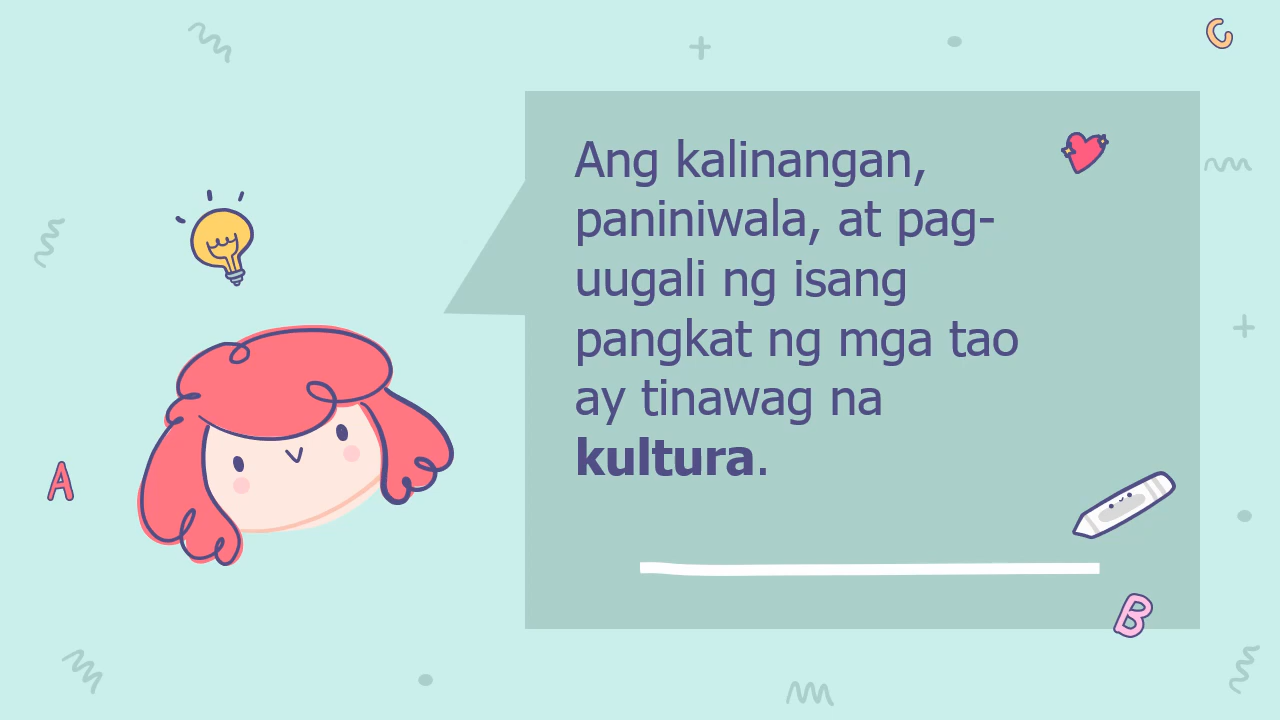 C
Ang kalinangan,
paniniwala, at pag-
uugali ng isang
pangkat ng mga tao
ay tinawag na
kultura.
A
B